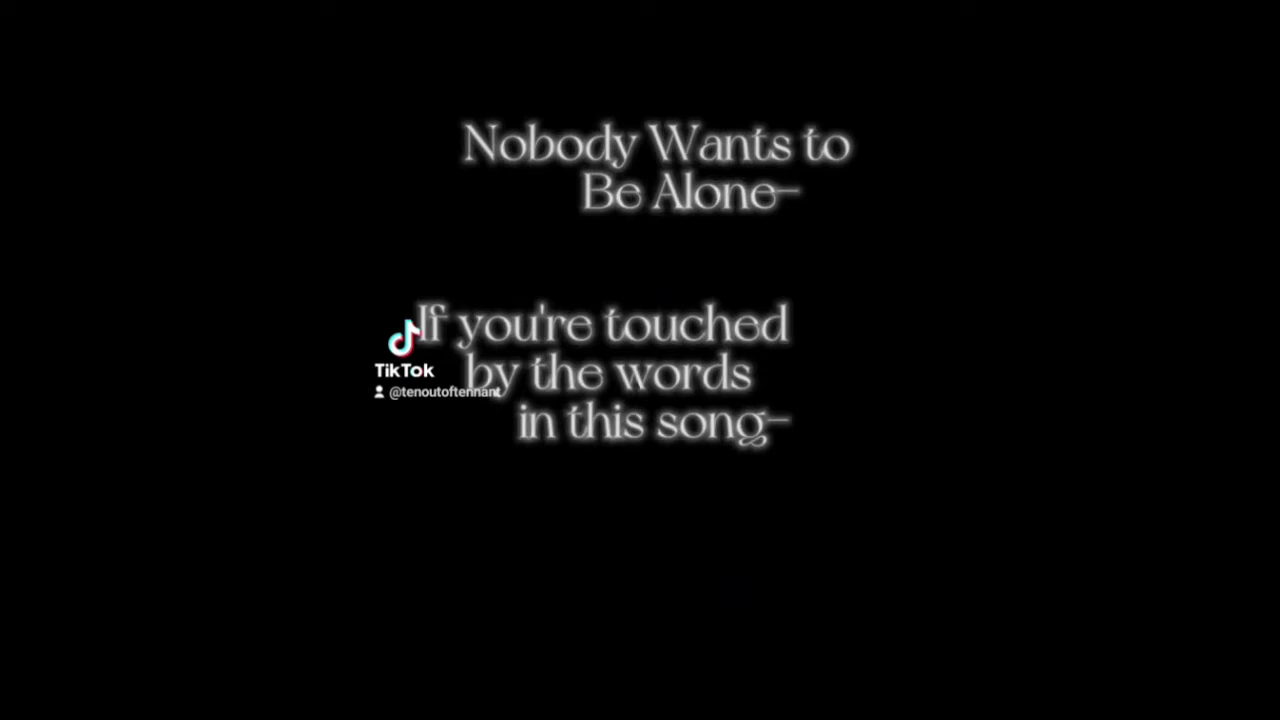 Nobody Wants to
Be Alone-
If you're touched
by the words
in this song-
TikTok
@tenoutoftennant